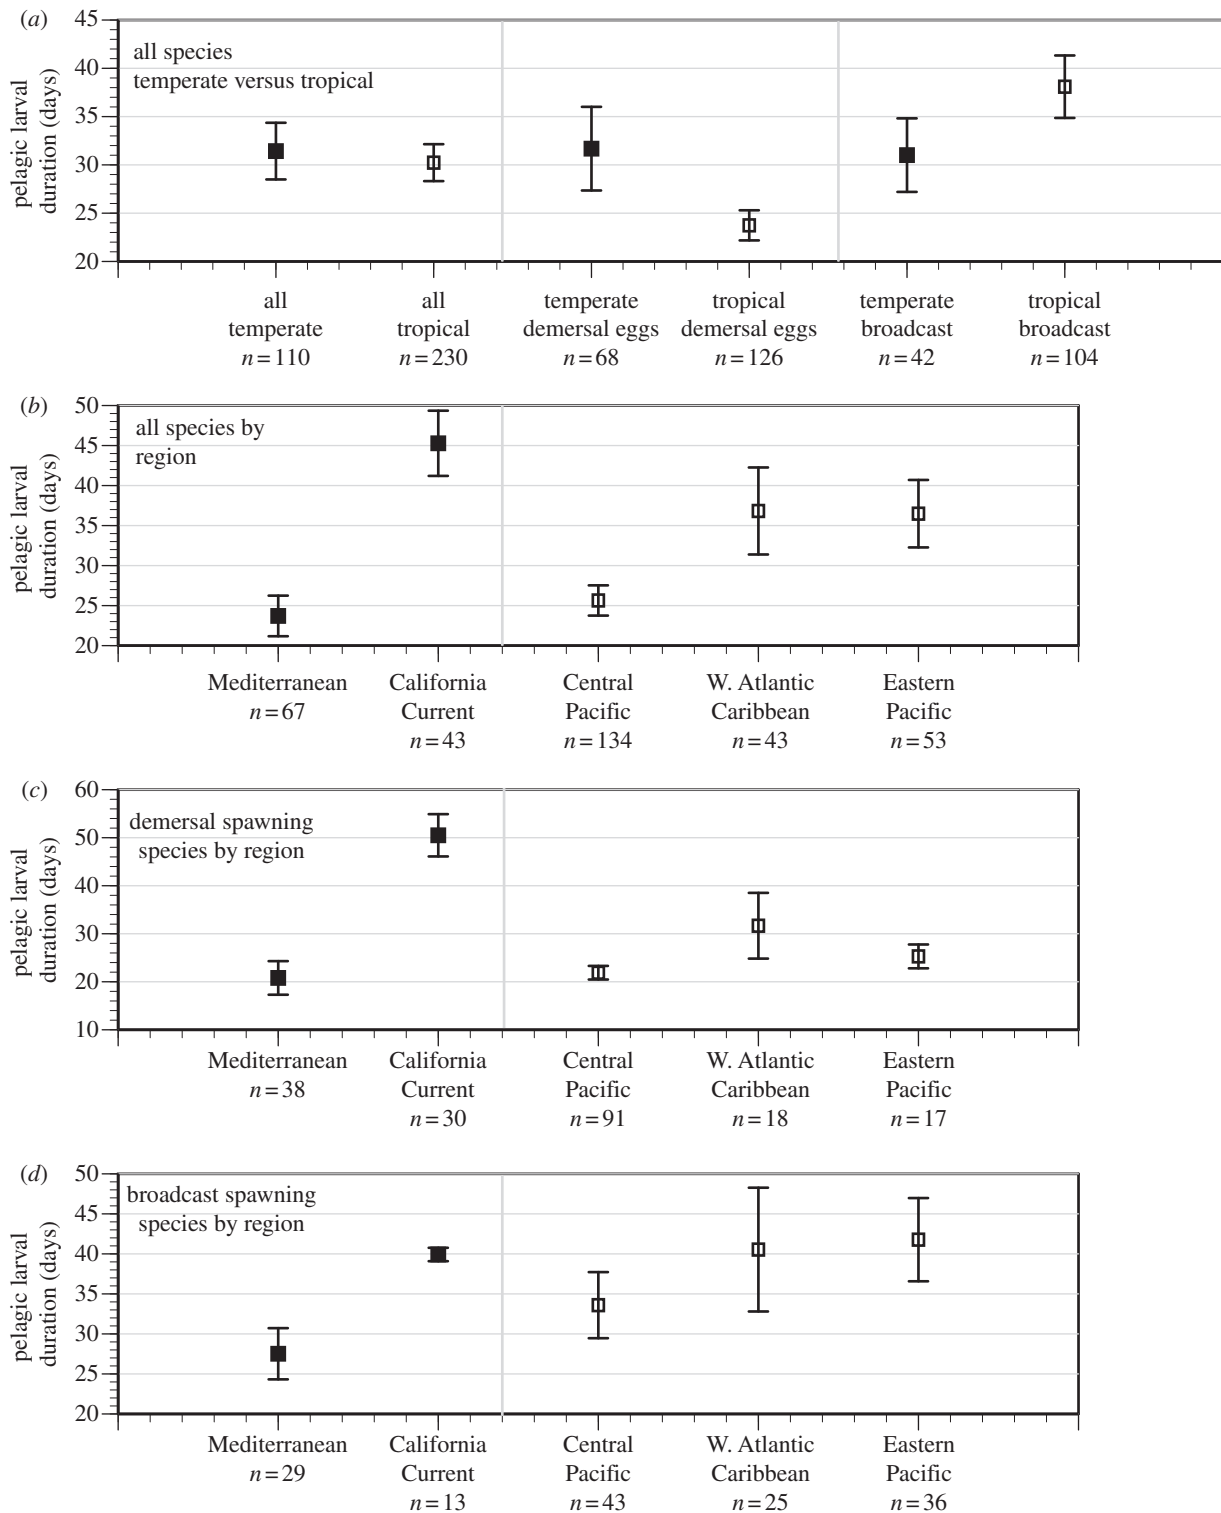 (a)
pelagic larval
duration (days)
45
40
35
30
25
20
all species
temperate versus tropical
all
temperate
n=110
all
tropical
n=230
temperate
demersal eggs
n=68
tropical
demersal eggs
n=126
temperate
broadcast
n=42
tropical
broadcast
n=104
(b)
pelagic larval
duration (days)
50
45
40
35
30
25
20
all species by
region
Mediterranean
n=67
California
Current
n=43
Central
Pacific
n=134
W. Atlantic
Caribbean
n=43
Eastern
Pacific
n=53
(c)
pelagic larval
duration (days)
60
50
40
30
20
10
demersal spawning
species by region
Mediterranean
n=38
California
Current
n=30
Central
Pacific
n=91
W. Atlantic
Caribbean
n=18
Eastern
Pacific
n=17
(d)
pelagic larval
duration (days)
50
45
40
35
30
25
20
broadcast spawning
species by region
Mediterranean
n=29
California
Current
n=13
Central
Pacific
n=43
W. Atlantic
Caribbean
n=25
Eastern
Pacific
n=36